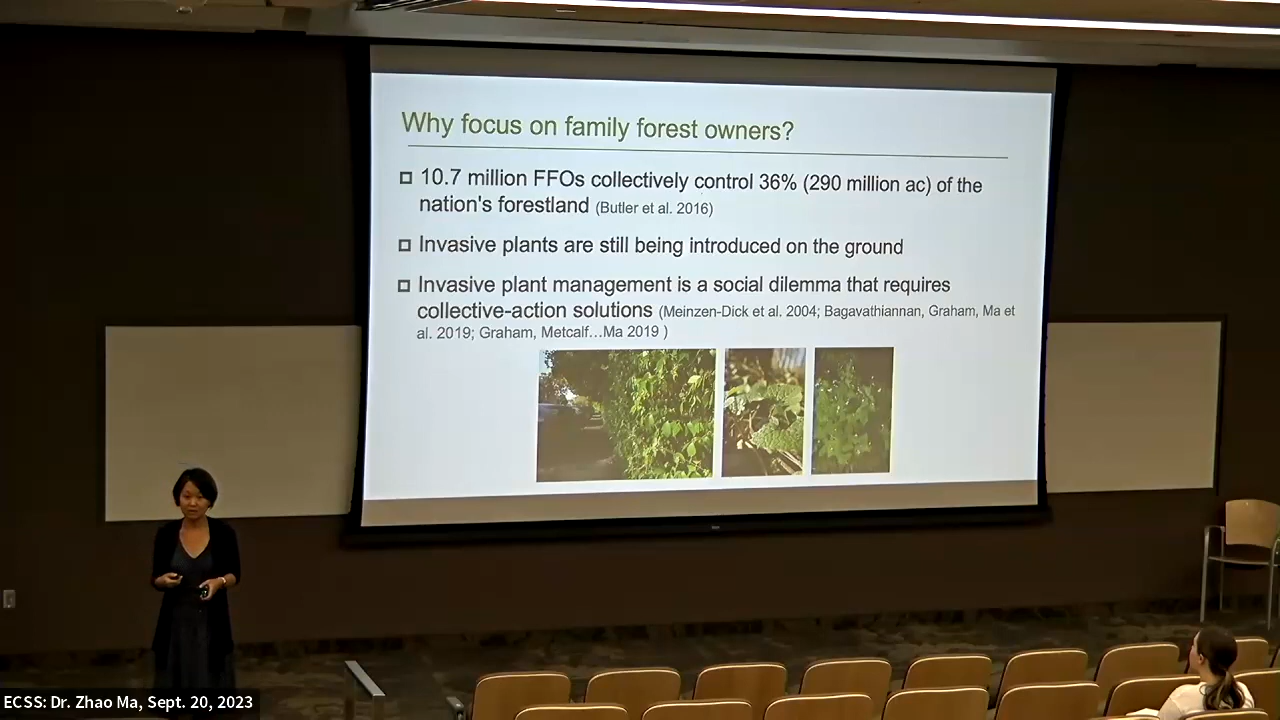 Why focus on family forest owners?
10.7 million FFOs collectively control 36% (290 million ac) of the
nation's forestland (Butler et al. 2016)
Invasive plants are still being introduced on the ground
Invasive plant management is a social dilemma that requires
collective-action solutions (Meinzen-Dick et al. 2004; Bagavathiannan, Graham, Ma et
al. 2019; Graham, Metcalf…Ma 2019 )
ECSS: Dr. Zhao Ma, Sept. 20, 2023